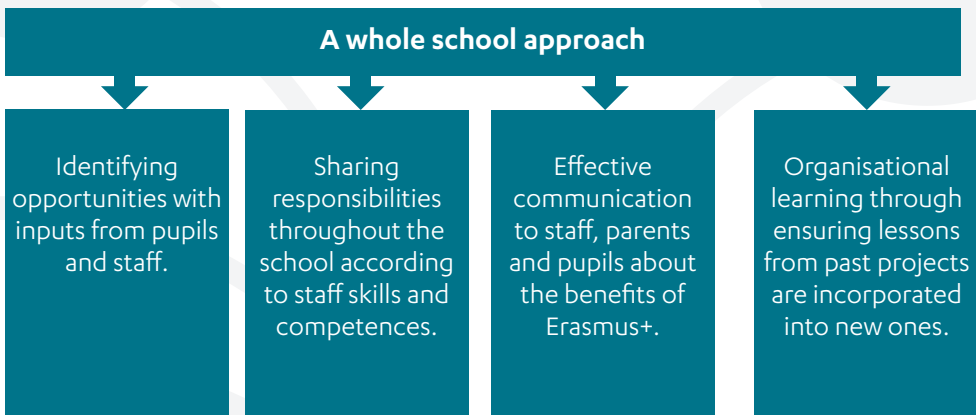 A whole school approach
Identifying
opportunities with
inputs from pupils
and staff.
Sharing
responsibilities
throughout the
school according
to staff skills and
competences.
Effective
communication
to staff, parents
and pupils about
the benefits of
Erasmus+.
Organisational
learning through
ensuring lessons
from past projects
are incorporated
into new ones.